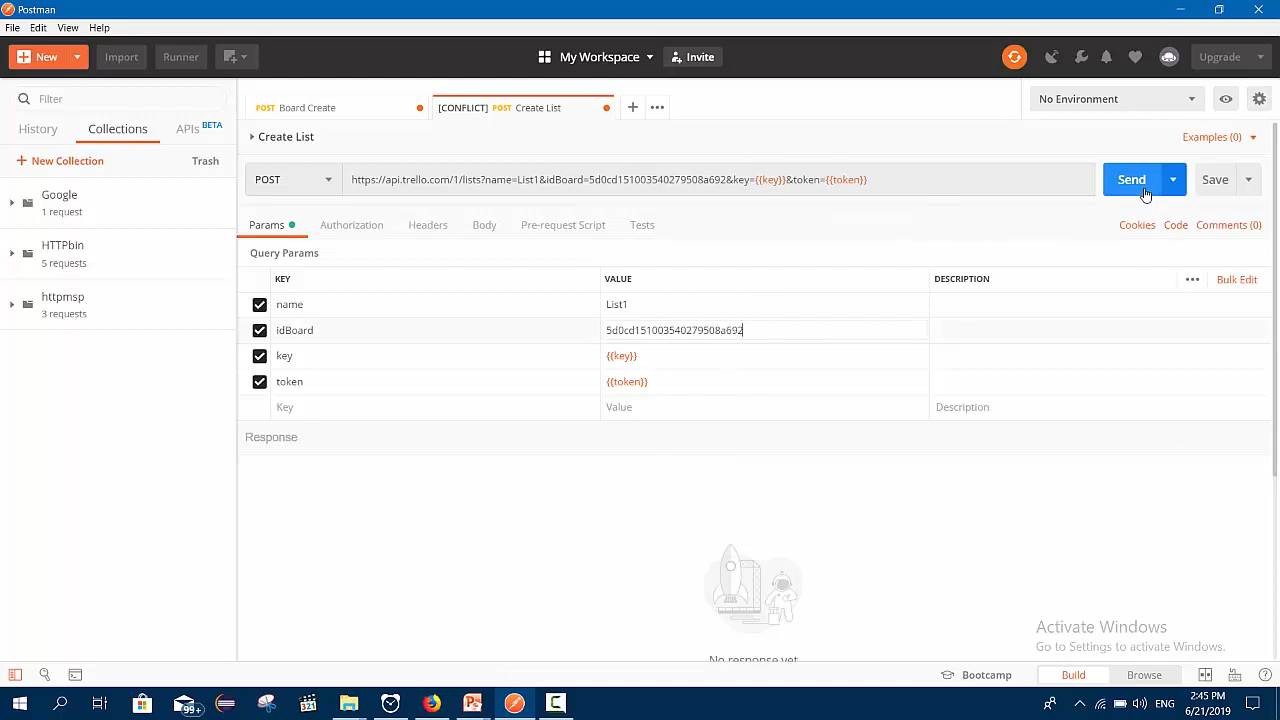 Postman
File Edit View Help
New Import Runner My Workspace Invite Upgrade
Filter
History Collections APIs BETA
New Collection Trash
Google
1 request
HTTPbin
5 requests
httpmsp
3 requests
POST Board Create [CONFLICT] POST Create List No Environment
Create List Examples (0)
POST https://api.trello.com/1/lists?name=List1&idBoard=5d0cd151003540279508a692&key={{key}}&token={{token}} Send Save
Params Authorization Headers Body Pre-request Script Tests Cookies Code Comments (0)
Query Params
KEY VALUE DESCRIPTION Bulk Edit
name List1
idBoard 5d0cd151003540279508a692
key {{key}}
token {{token}}
Key Value Description
Response
No response yet
Activate Windows
Go to Settings to activate Windows.
Bootcamp Build Browse
99+ 321 ENG 2:45 PM
6/21/2019